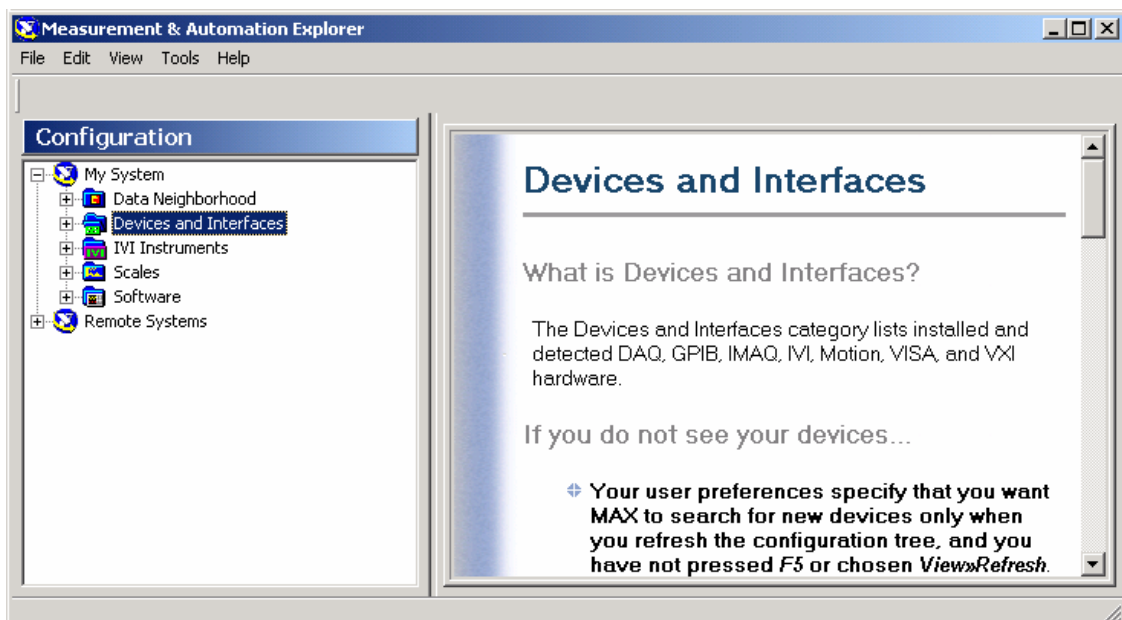 Measurement & Automation Explorer
File Edit View Tools Help
Configuration
My System
Data Neighborhood
Devices and Interfaces
IVI Instruments
Scales
Software
Remote Systems
Devices and Interfaces
What is Devices and Interfaces?
The Devices and Interfaces category lists installed and
detected DAQ, GPIB, IMAQ, IVI, Motion, VISA, and VXI
hardware.
If you do not see your devices...
Your user preferences specify that you want
MAX to search for new devices only when
you refresh the configuration tree, and you
have not pressed F5 or chosen View»Refresh.